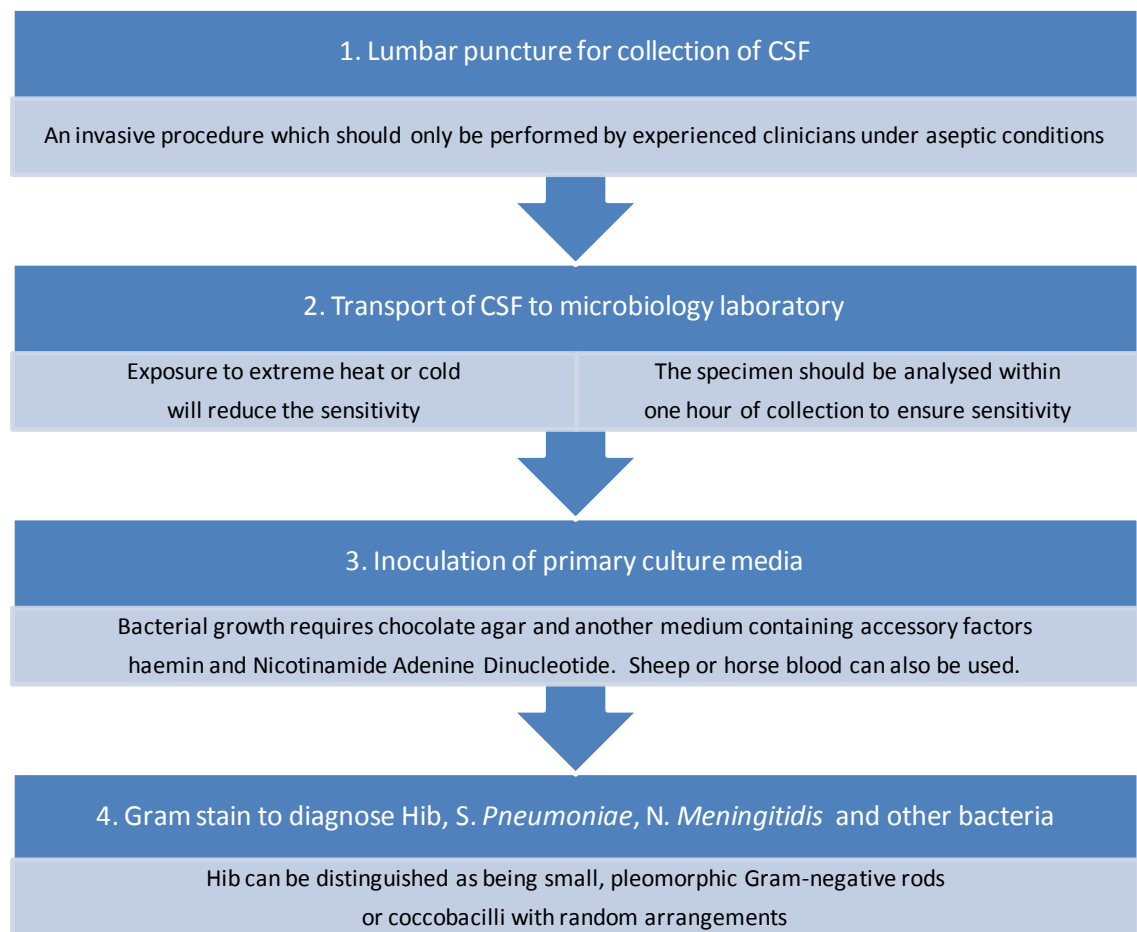 1. Lumbar puncture for collection of CSF
An invasive procedure which should only be performed by experienced clinicians under aseptic conditions
2. Transport of CSF to microbiology laboratory
Exposure to extreme heat or cold
will reduce the sensitivity
The specimen should be analysed within
one hour of collection to ensure sensitivity
3. Inoculation of primary culture media
Bacterial growth requires chocolate agar and another medium containing accessory factors
haemin and Nicotinamide Adenine Dinucleotide. Sheep or horse blood can also be used.
4. Gram stain to diagnose Hib, S. Pneumoniae, N. Meningitidis and other bacteria
Hib can be distinguished as being small, pleomorphic Gram-negative rods
or coccobacilli with random arrangements